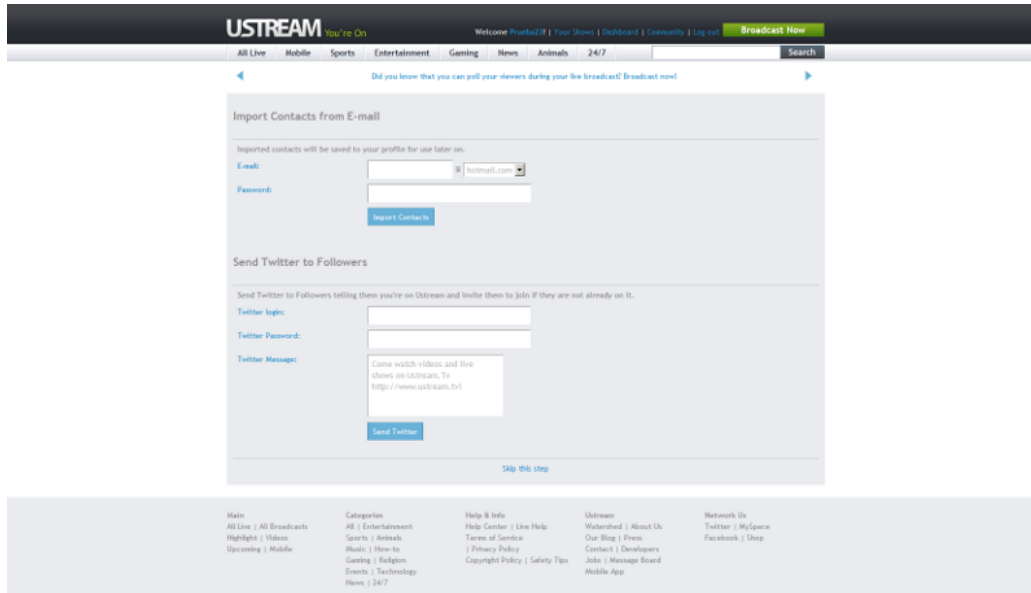 USTREAM You're On
Welcome Prueba238 | Your Shows | Dashboard | Community | Log out Broadcast Now
All Live Mobile Sports Entertainment Gaming News Animals 24/7 Search
Did you know that you can poll your viewers during your live broadcast? Broadcast now!
Import Contacts from E-mail
Imported contacts will be saved to your profile for use later on.
E-mail: @ hotmail.com
Password:
Import Contacts
Send Twitter to Followers
Send Twitter to Followers telling them you're on Ustream and invite them to join if they are not already on it.
Twitter login:
Twitter Password:
Twitter Message:
Come watch videos and live
shows on Ustream.Tv
http://www.ustream.tv!
Send Twitter
Skip this step
Main Categories Help & Info Ustream Network Us
All Live | All Broadcasts All | Entertainment Help Center | Live Help Watershed | About Us Twitter | MySpace
Highlight | Videos Sports | Animals Terms of Service Our Blog | Press Facebook | Shop
Upcoming | Mobile Music | How-to | Privacy Policy Contact | Developers
Gaming | Religion Copyright Policy | Safety Tips Jobs | Message Board
Events | Technology Mobile App
News | 24/7